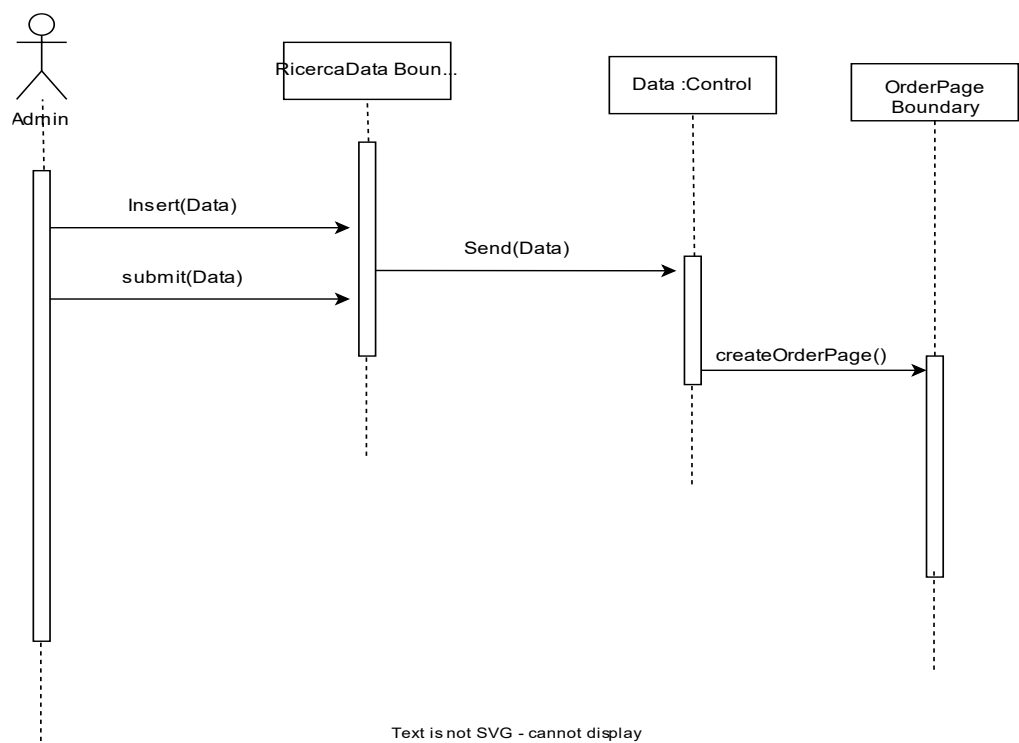 Admin
RicercaData Boun...
Data :Control
OrderPage
Boundary
Insert(Data)
Send(Data)
submit(Data)
createOrderPage()
Text is not SVG - cannot display